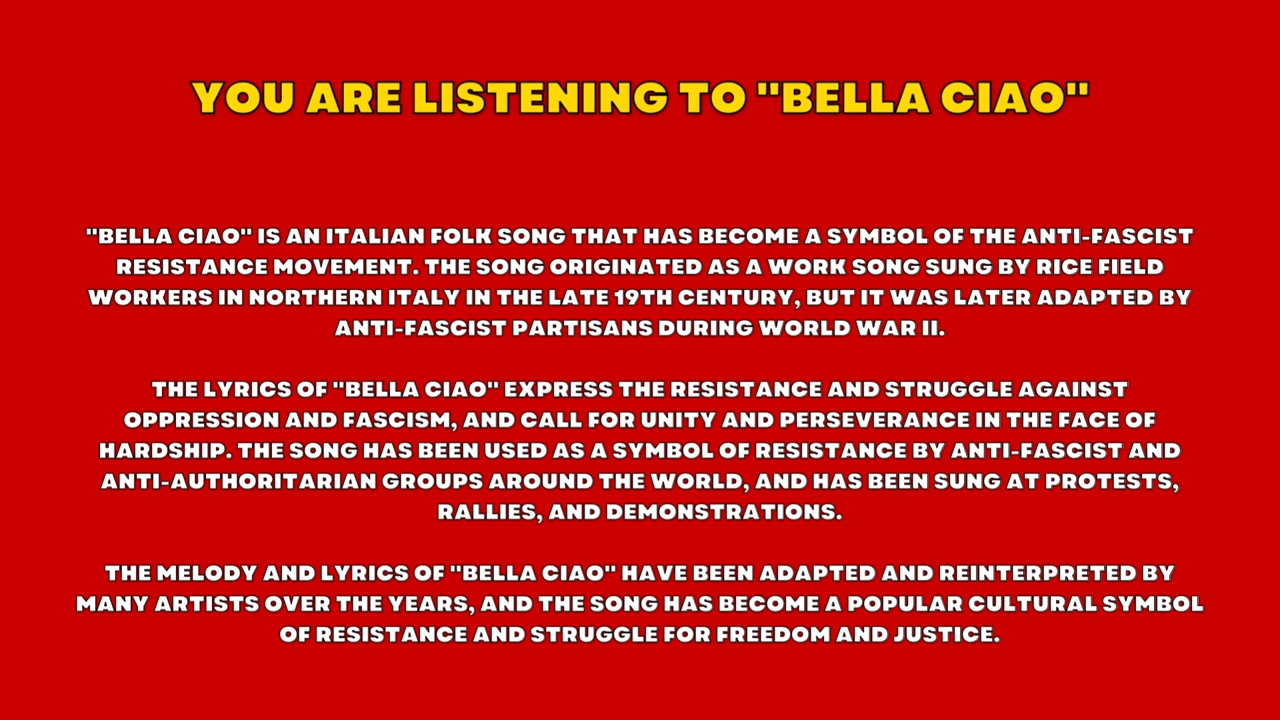 YOU ARE LISTENING TO "BELLA CIAO"
"BELLA CIAO" IS AN ITALIAN FOLK SONG THAT HAS BECOME A SYMBOL OF THE ANTI-FASCIST
RESISTANCE MOVEMENT. THE SONG ORIGINATED AS A WORK SONG SUNG BY RICE FIELD
WORKERS IN NORTHERN ITALY IN THE LATE 19TH CENTURY, BUT IT WAS LATER ADAPTED BY
ANTI-FASCIST PARTISANS DURING WORLD WAR II.
THE LYRICS OF "BELLA CIAO" EXPRESS THE RESISTANCE AND STRUGGLE AGAINST
OPPRESSION AND FASCISM, AND CALL FOR UNITY AND PERSEVERANCE IN THE FACE OF
HARDSHIP. THE SONG HAS BEEN USED AS A SYMBOL OF RESISTANCE BY ANTI-FASCIST AND
ANTI-AUTHORITARIAN GROUPS AROUND THE WORLD, AND HAS BEEN SUNG AT PROTESTS,
RALLIES, AND DEMONSTRATIONS.
THE MELODY AND LYRICS OF "BELLA CIAO" HAVE BEEN ADAPTED AND REINTERPRETED BY
MANY ARTISTS OVER THE YEARS, AND THE SONG HAS BECOME A POPULAR CULTURAL SYMBOL
OF RESISTANCE AND STRUGGLE FOR FREEDOM AND JUSTICE.